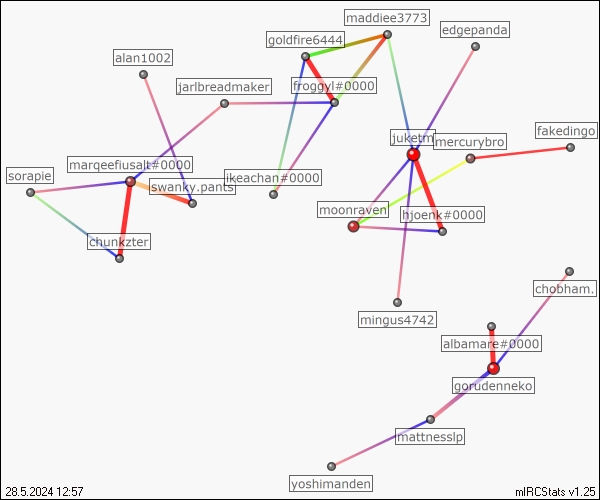 maddiee3773
goldfire6444
edgepanda
alan1002
jarlbreadmaker
froggyl#0000
juketm
mercurybro
fakedingo
marqeefiusalt#0000
sorapie
swanky.pants
ikeachan#0000
moonraven
hjoenk#0000
chunkzter
chobham.
mingus4742
albamare#0000
gorudenneko
mattnesslp
yoshimanden
28.5.2024 12:57
mIRCStats v1.25